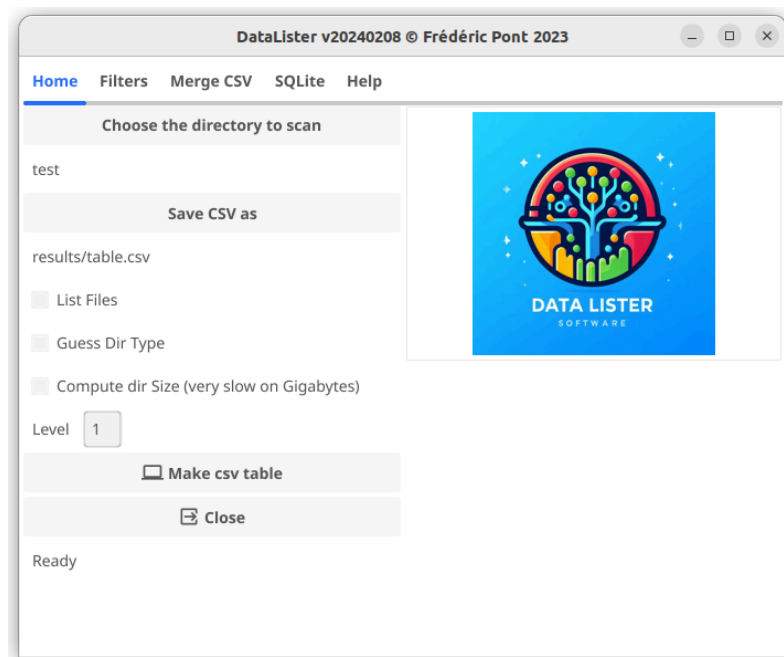 DataLister v20240208 © Frédéric Pont 2023
Home Filters Merge CSV SQLite Help
Choose the directory to scan
test
Save CSV as
results/table.csv
List Files
Guess Dir Type
Compute dir Size (very slow on Gigabytes)
Level 1
Make csv table
Close
Ready
DATA LISTER
SOFTWARE